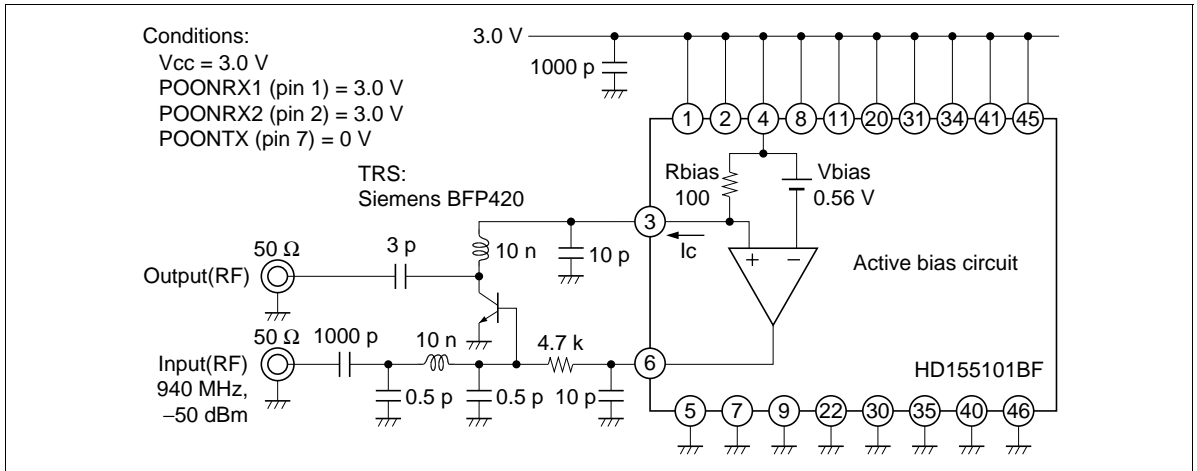 Conditions:
Vcc = 3.0 V
POONRX1 (pin 1) = 3.0 V
POONRX2 (pin 2) = 3.0 V
POONTX (pin 7) = 0 V
3.0 V
1000 p
1 2 4 8 11 20 31 34 41 45
TRS:
Siemens BFP420
Rbias
100
Vbias
0.56 V
3
Ic
10 n
10 p
+ −
Active bias circuit
50 Ω
3 p
Output(RF)
50 Ω
1000 p
10 n
4.7 k
6
Input(RF)
940 MHz,
−50 dBm
0.5 p
0.5 p
10 p
HD155101BF
5 7 9 22 30 35 40 46